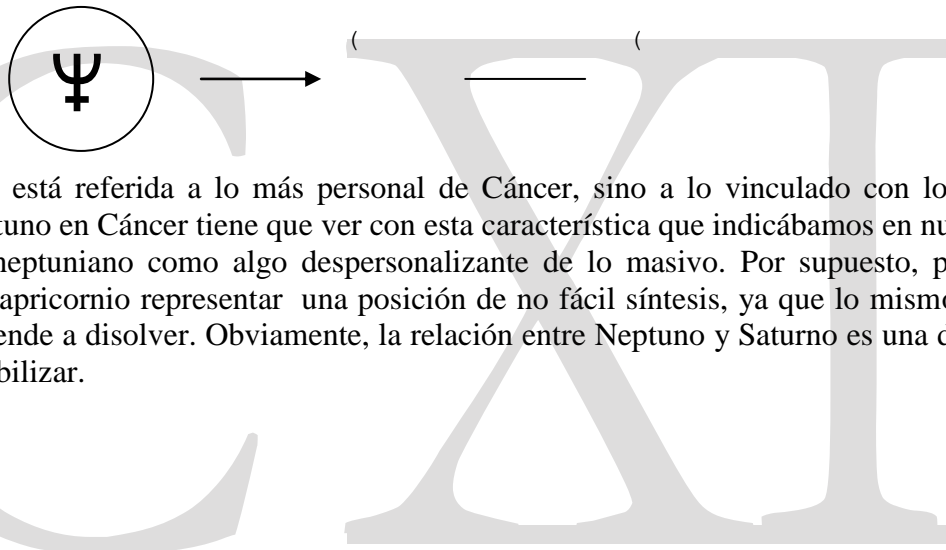 ♆ ( (
está referida a lo más personal de Cáncer, sino a lo vinculado con lo
tuno en Cáncer tiene que ver con esta característica que indicábamos en nu
neptuniano como algo despersonalizante de lo masivo. Por supuesto, p
apricornio representar una posición de no fácil síntesis, ya que lo mismo
ende a disolver. Obviamente, la relación entre Neptuno y Saturno es una d
bilizar.
CXI